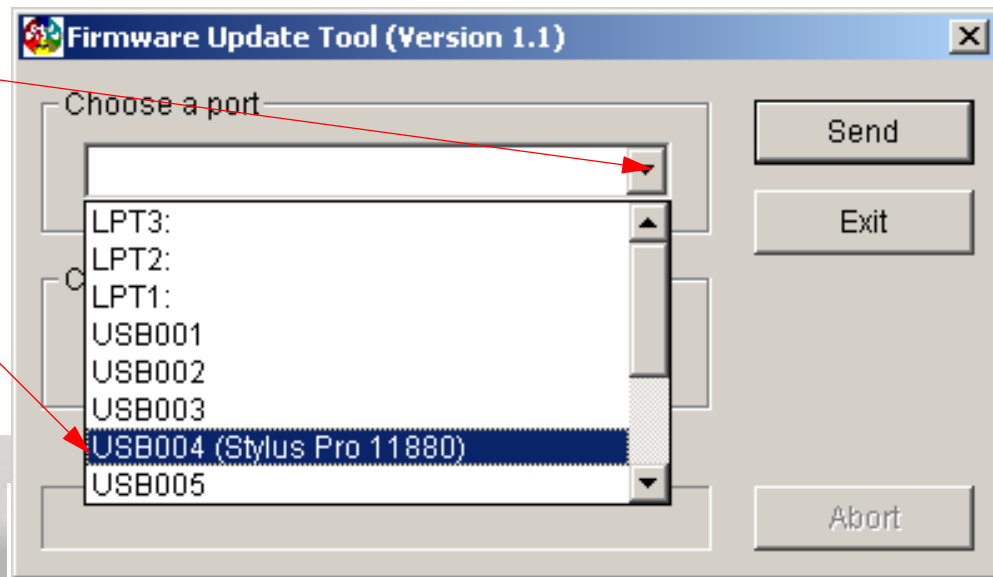 Firmware Update Tool (Version 1.1)
Choose a port
Send
LPT3:
Exit
LPT2:
LPT1:
USB001
USB002
USB003
USB004 (Stylus Pro 11880)
USB005
Abort